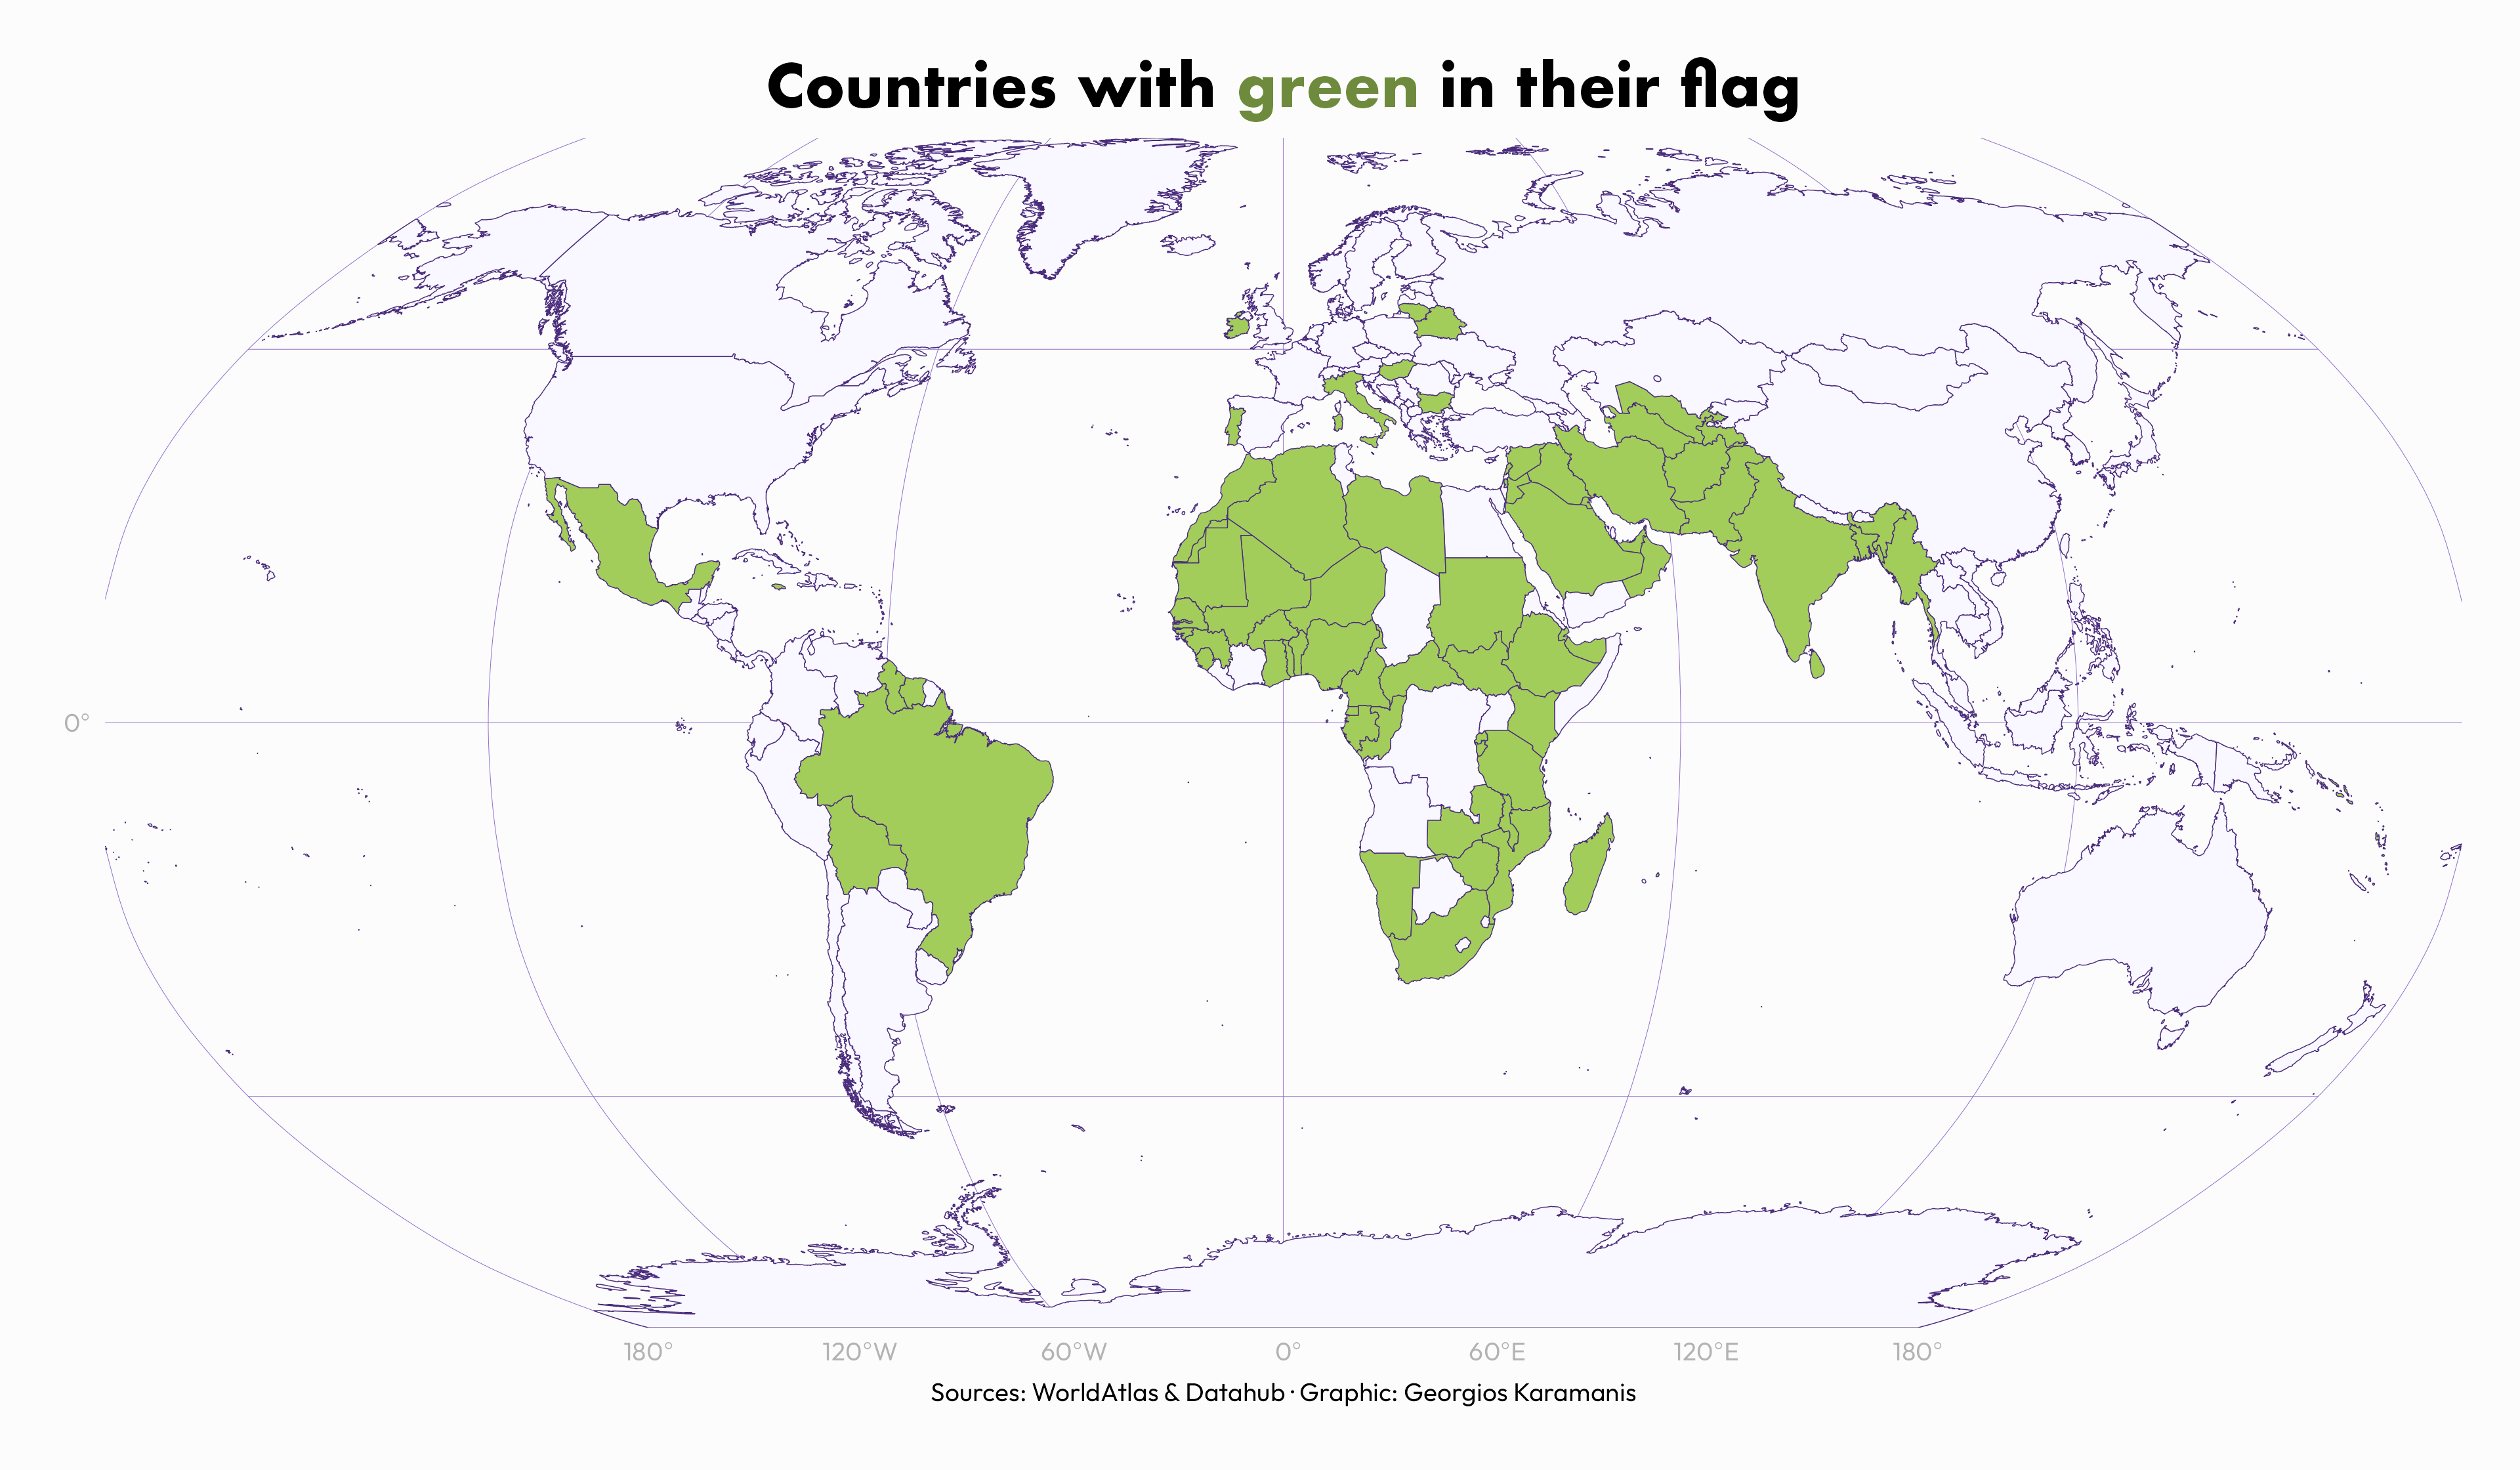 Countries with green in their flag
0°
180° 120°W 60°W 0° 60°E 120°E 180°
Sources: WorldAtlas & Datahub · Graphic: Georgios Karamanis